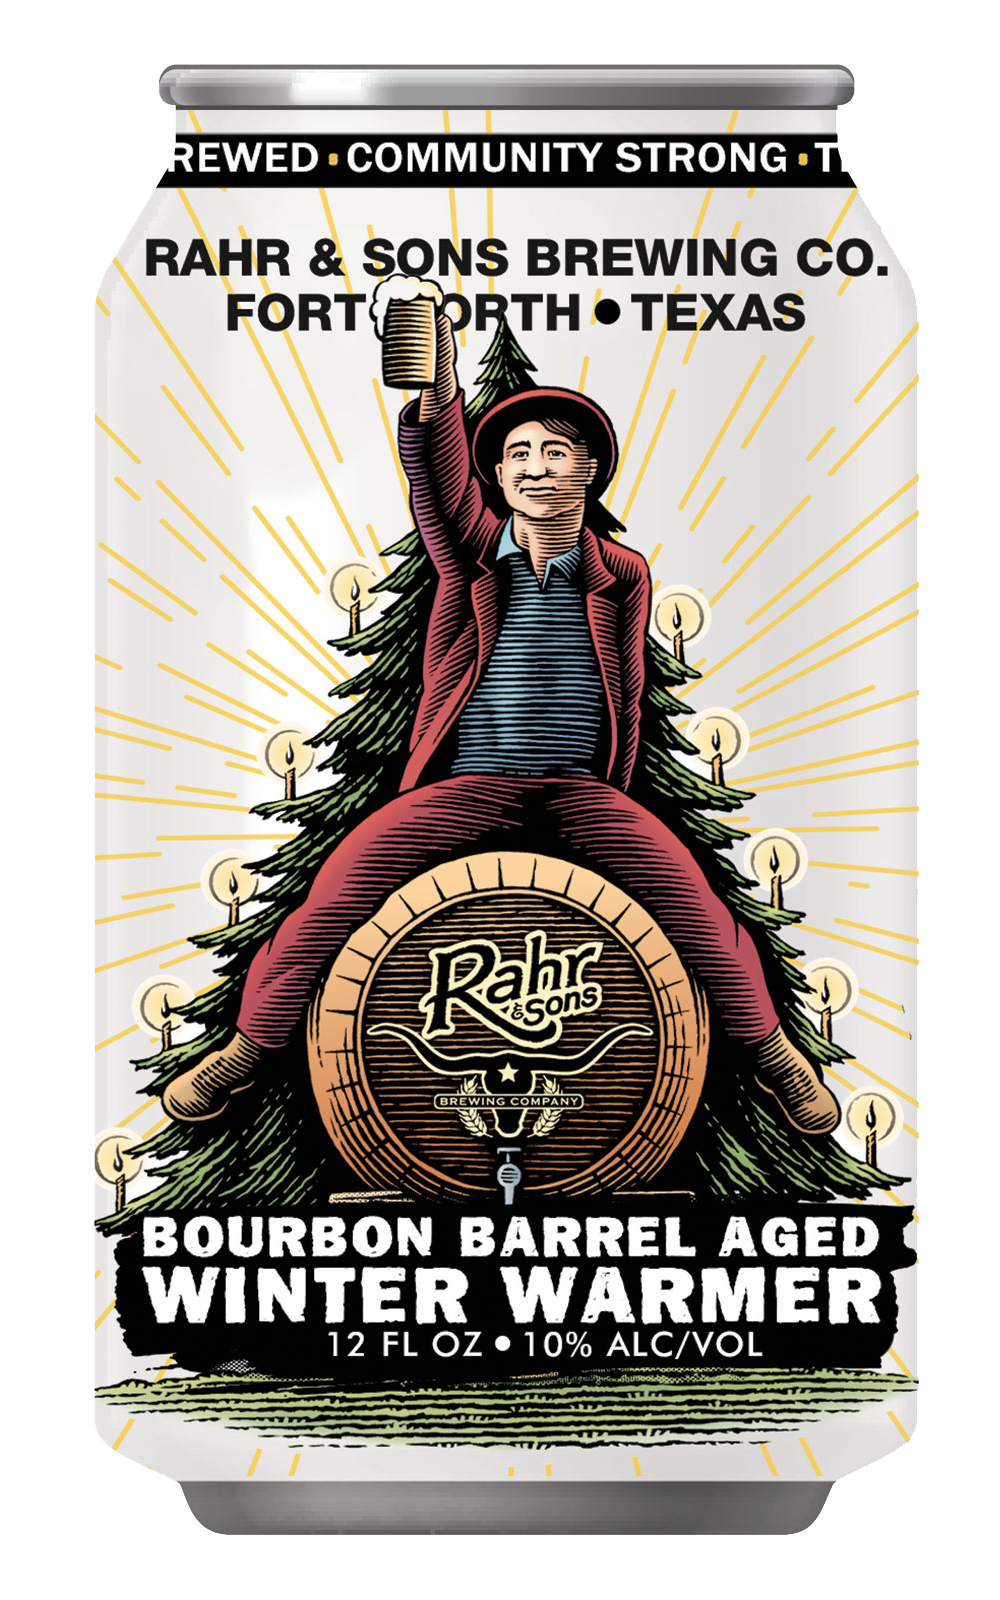 REWED • COMMUNITY STRONG •
RAHR & SONS BREWING CO.
FORT ORTH • TEXAS
Rahr
& Sons
BREWING COMPANY
BOURBON BARREL AGED
WINTER WARMER
12 FL OZ • 10% ALC/VOL